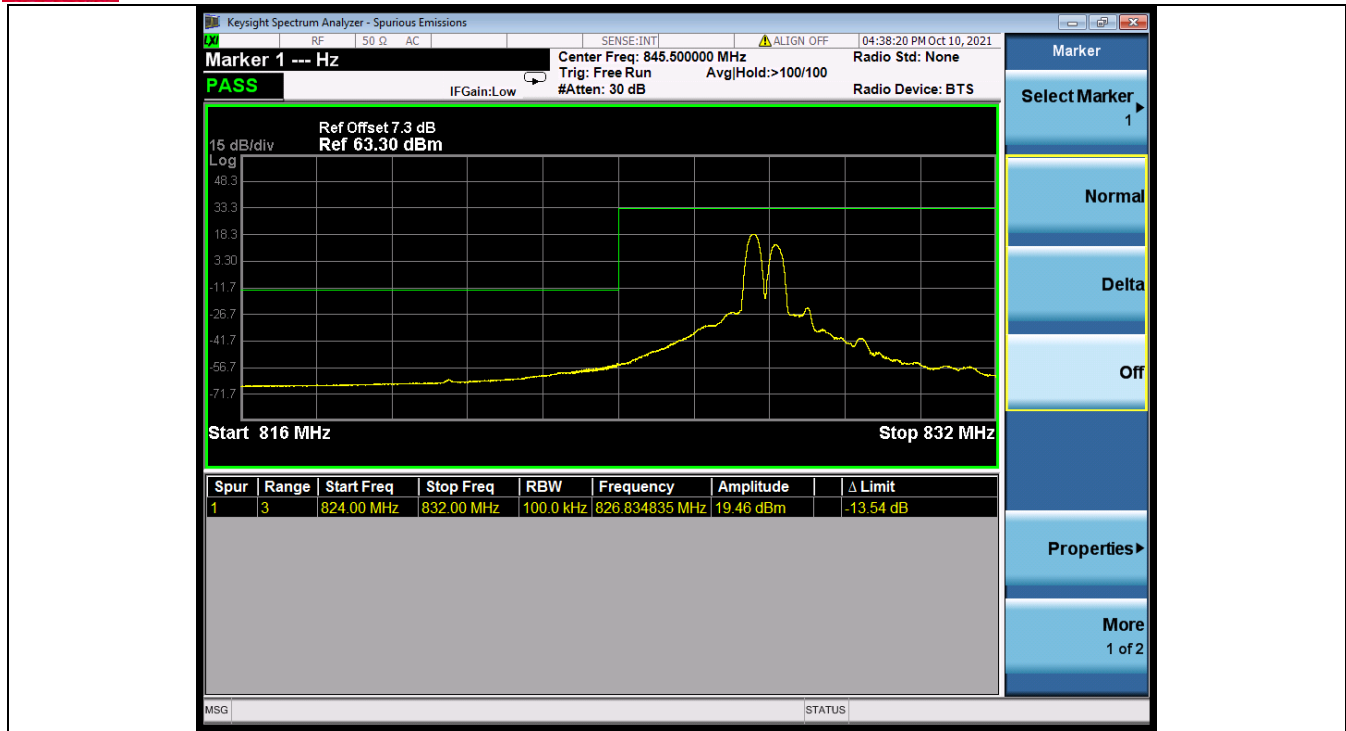 Keysight Spectrum Analyzer - Spurious Emissions
LXI RF 50 Ω AC SENSE:INT ALIGN OFF 04:38:20 PM Oct 10, 2021
Marker 1 --- Hz
Center Freq: 845.500000 MHz
Radio Std: None
Trig: Free Run Avg|Hold:>100/100
PASS
IFGain:Low
#Atten: 30 dB
Radio Device: BTS
Ref Offset 7.3 dB
15 dB/div Ref 63.30 dBm
Log
48.3
33.3
18.3
3.30
-11.7
-26.7
-41.7
-56.7
-71.7
Start 816 MHz
Stop 832 MHz
Spur Range Start Freq Stop Freq RBW Frequency Amplitude Δ Limit
1 3 824.00 MHz 832.00 MHz 100.0 kHz 826.834835 MHz 19.46 dBm -13.54 dB
MSG
STATUS
Marker
Select Marker
1
Normal
Delta
Off
Properties
More
1 of 2